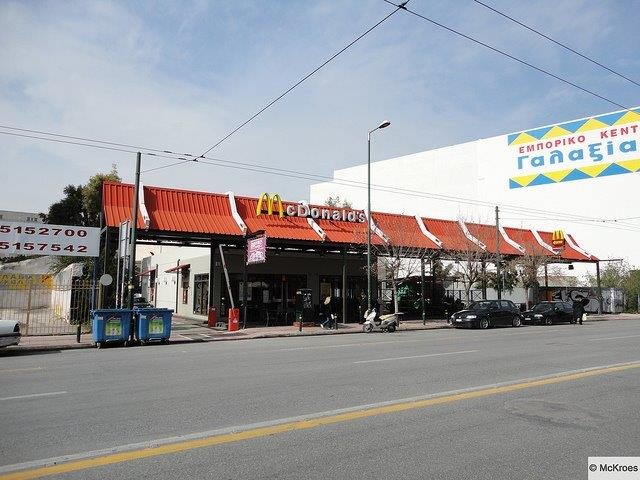 ΕΜΠΟΡΙΚΟ ΚΕΝΤ
Γαλαξία
McDonald's
5152700
5157542
© McKroes